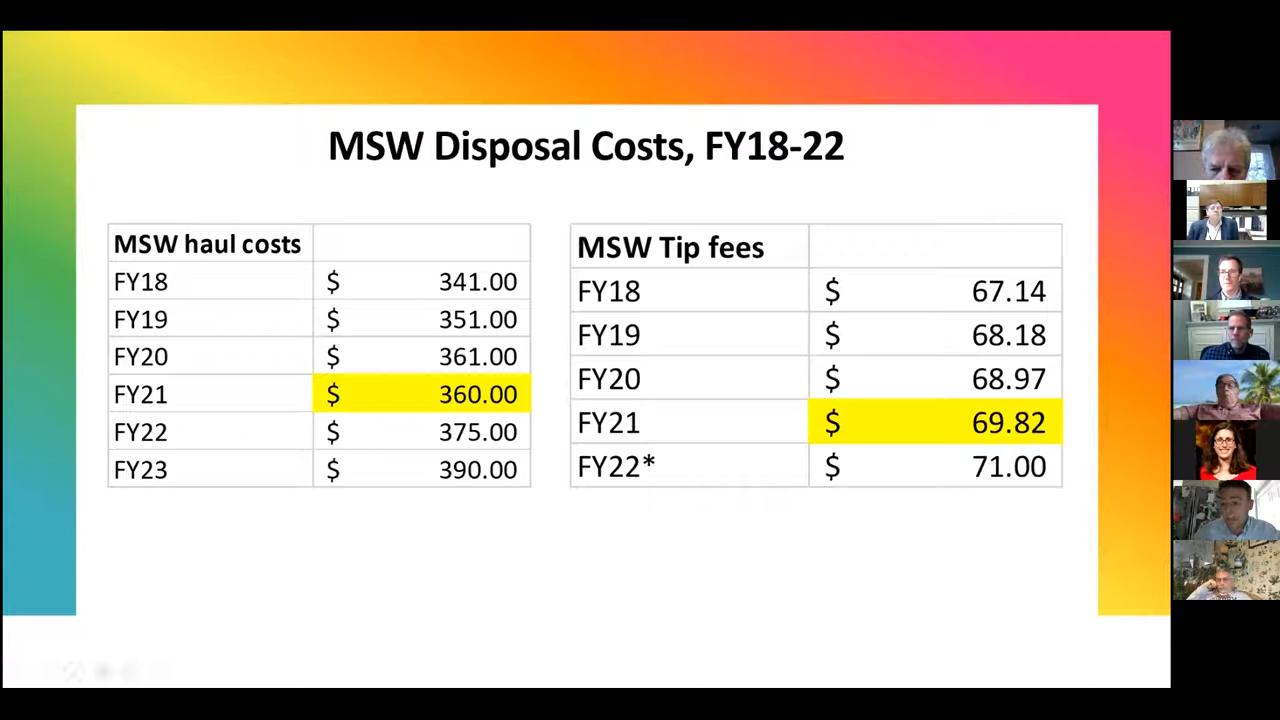 MSW Disposal Costs, FY18-22
MSW haul costs
FY18 $ 341.00
FY19 $ 351.00
FY20 $ 361.00
FY21 $ 360.00
FY22 $ 375.00
FY23 $ 390.00
MSW Tip fees
FY18 $ 67.14
FY19 $ 68.18
FY20 $ 68.97
FY21 $ 69.82
FY22* $ 71.00